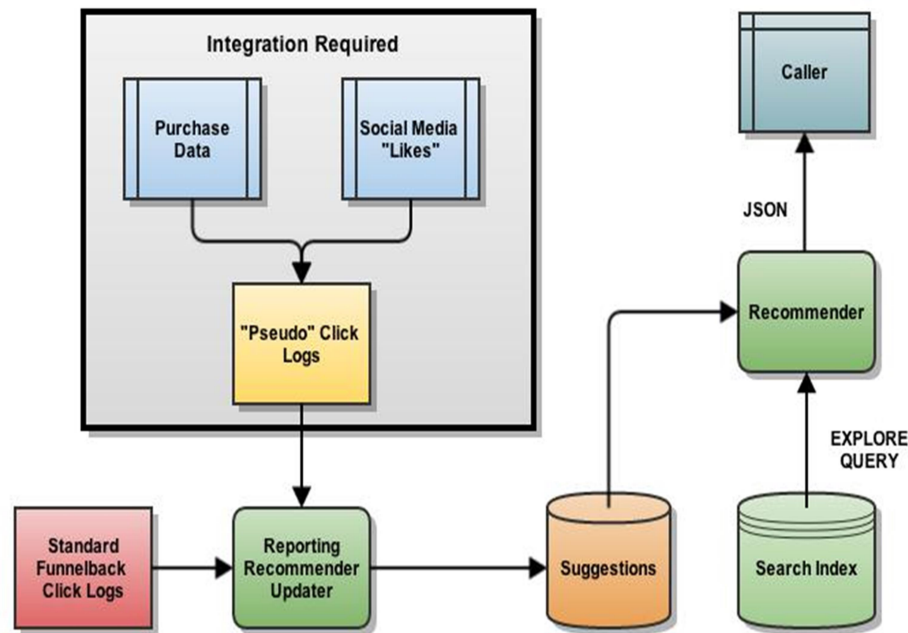 Integration Required
Purchase
Data
Social Media
"Likes"
"Pseudo" Click
Logs
Standard
Funnelback
Click Logs
Reporting
Recommender
Updater
Suggestions
Caller
JSON
Recommender
EXPLORE
QUERY
Search Index